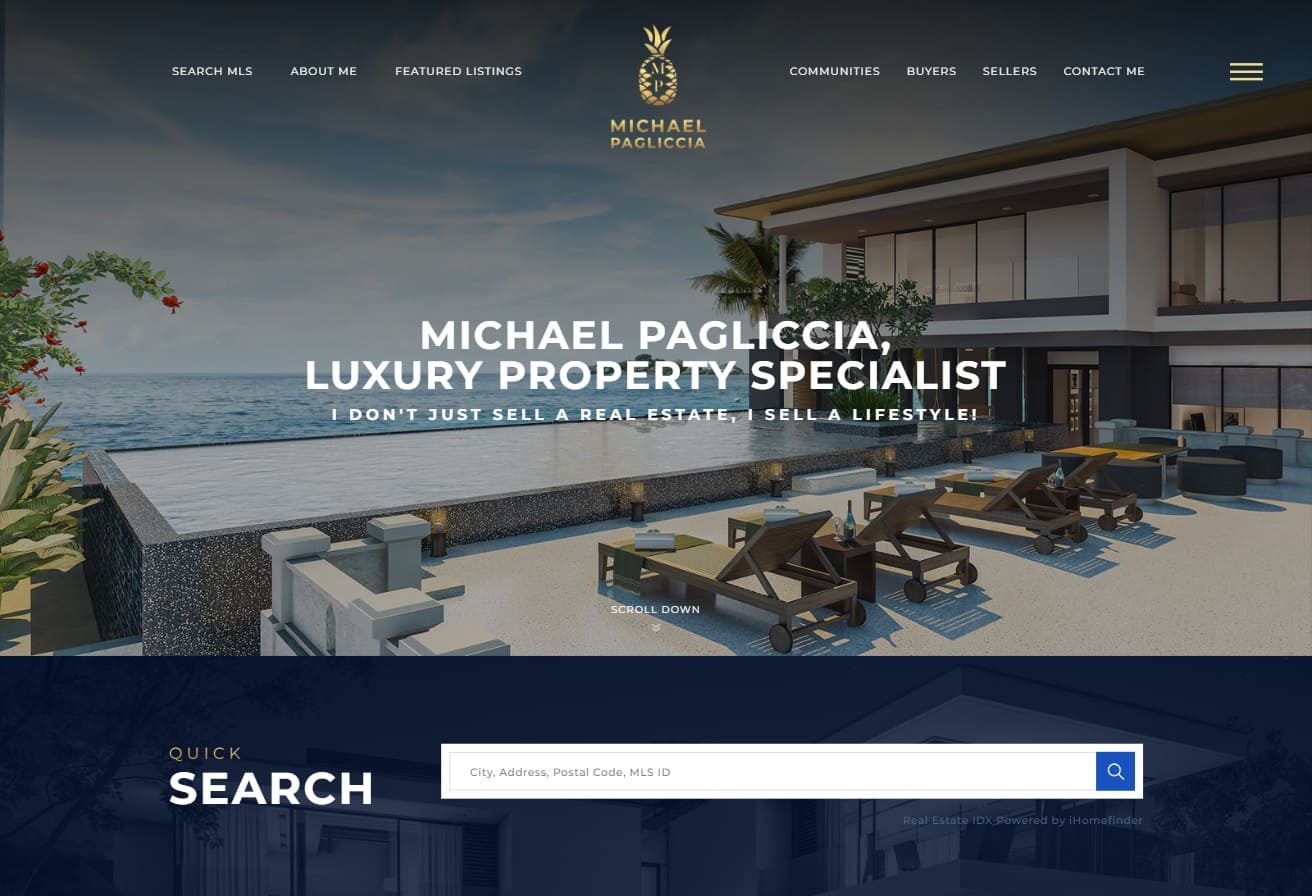 SEARCH MLS
ABOUT ME
FEATURED LISTINGS
MP
MICHAEL
PAGLICCIA
COMMUNITIES
BUYERS
SELLERS
CONTACT ME
MICHAEL PAGLICCIA,
LUXURY PROPERTY SPECIALIST
I DON'T JUST SELL A REAL ESTATE, I SELL A LIFESTYLE!
SCROLL DOWN
QUICK
SEARCH
City, Address, Postal Code, MLS ID
Real Estate IDX Powered by iHomefinder